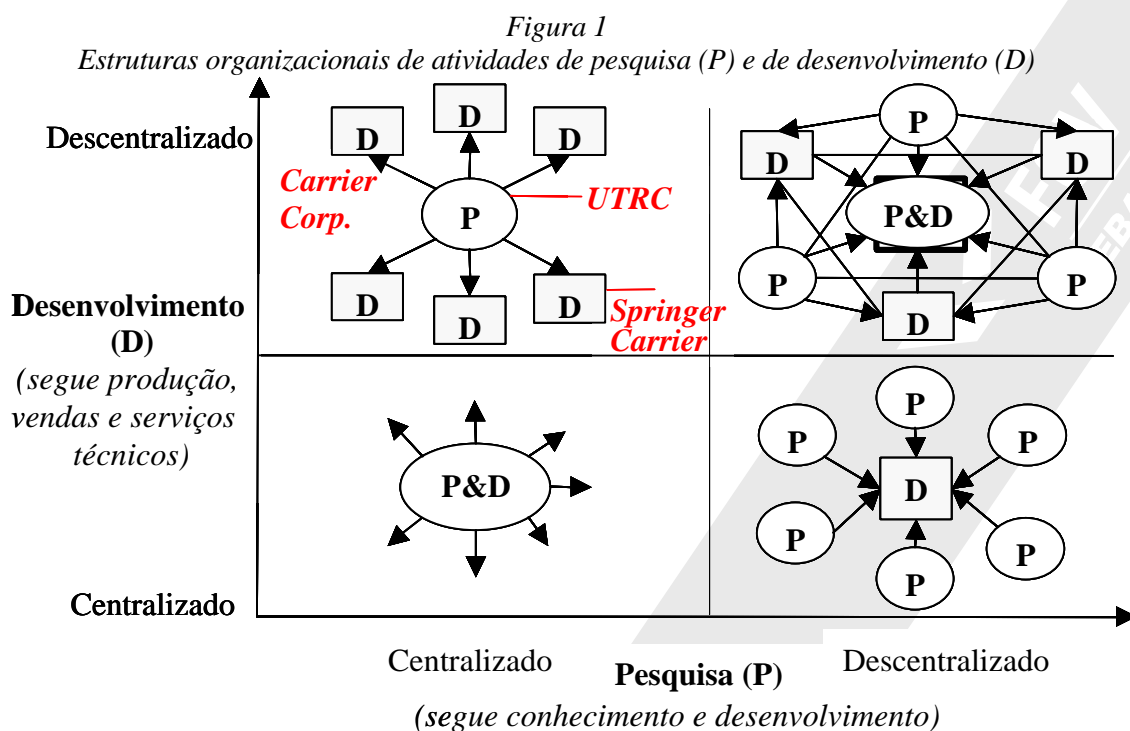 Figura 1
Estruturas organizacionais de atividades de pesquisa (P) e de desenvolvimento (D)
Descentralizado
D
D
D
Carrier
Corp.
P
UTRC
D
D
D
Springer
Carrier
P
D
D
P&D
P
P
D
Desenvolvimento
(D)
(segue produção,
vendas e serviços
técnicos)
P&D
P
P
P
D
P
P
P
Centralizado
Centralizado
Pesquisa (P)
Descentralizado
(segue conhecimento e desenvolvimento)